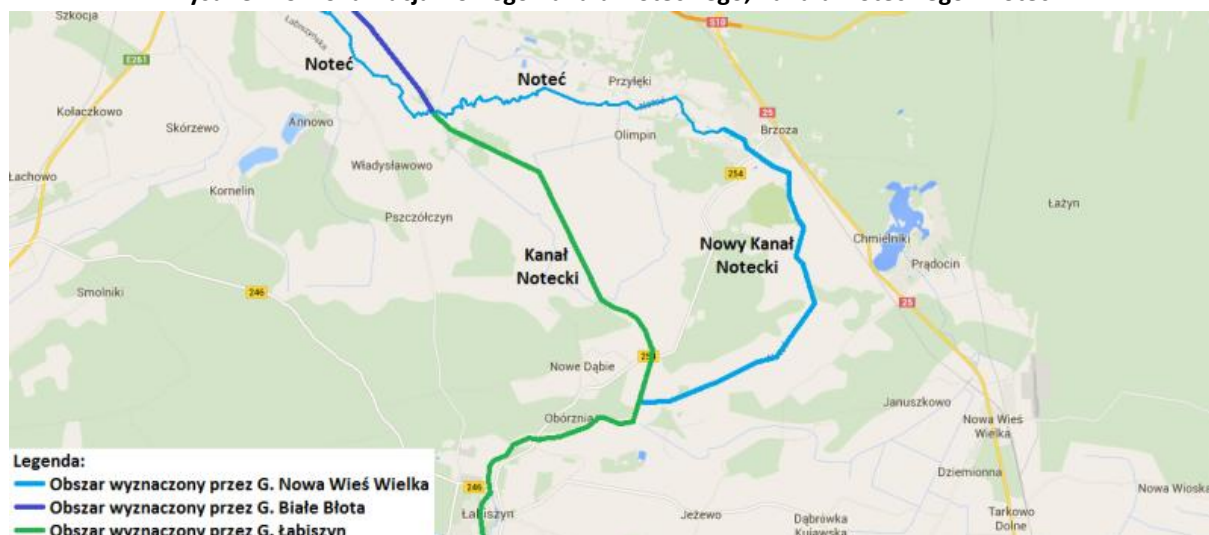 Szkocja
Łabiszyńska
S10
E261
Noteć
Noteć
Przyłęki
Kołaczkowo
Skórzewo
Annowo
25
Olimpin
Brzoza
Władysławowo
Łachowo
Kornelin
254
Łażyn
Pszczółczyn
Chmielniki
Kanał
Notecki
Nowy Kanał
Notecki
Prądocin
Smolniki
246
25
Nowe Dąbie
Januszkowo
Obórznia
Nowa Wieś
Wielka
Legenda:
Obszar wyznaczony przez G. Nowa Wieś Wielka
Obszar wyznaczony przez G. Białe Błota
Obszar wyznaczony przez G. Łabiszyn
Dziemionna
246
Nowa Wioska
Łabiszyn
Jeżewo
Dąbrówka
Kujawska
Tarkowo
Dolne